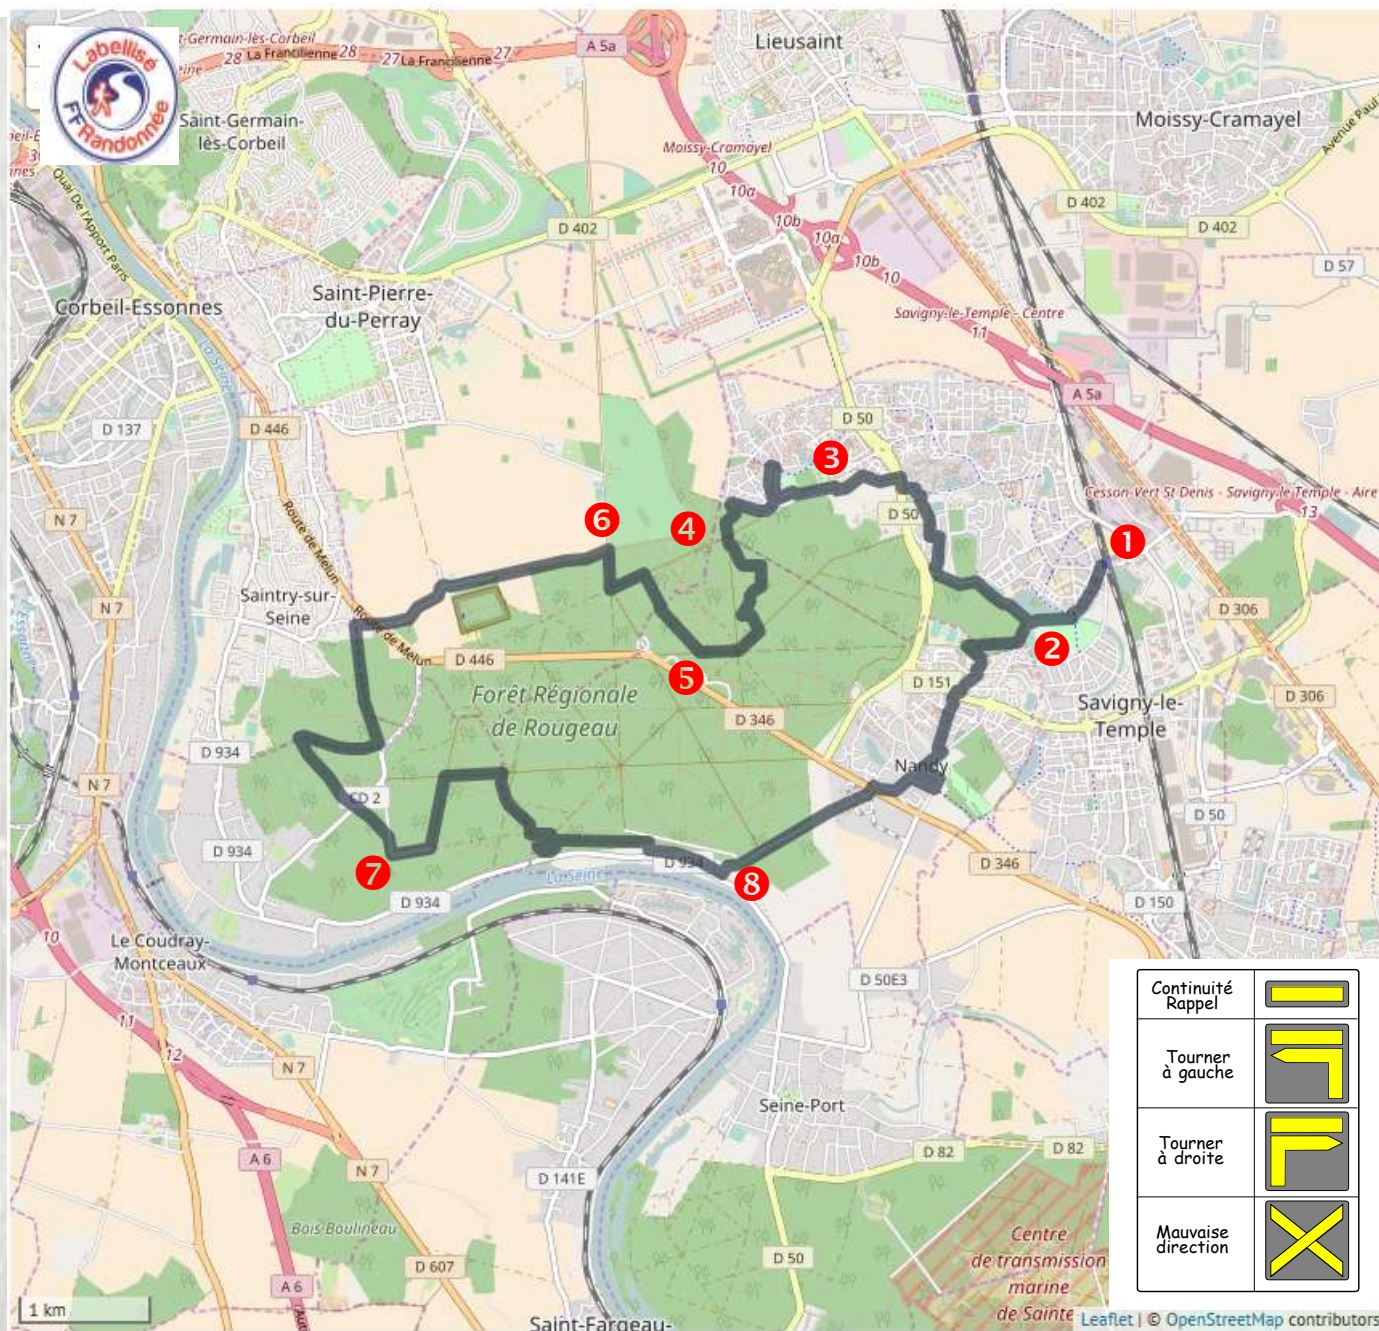 Labellisé
FFRandonnée
t-Germain-lès-Corbeil
28
La Francilienne
28
27
La Francilienne
27
A 5a
Lieusaint
Moissy-Cramayel
Avenue Paul
Saint-Germain-
lès-Corbeil
Quai De l'Apport Paris
Moissy-Cramayel
10
10a
10b
10a
10b
10
D 402
D 402
D 402
D 57
Corbeil-Essonnes
Saint-Pierre-
du-Perray
La Seine
Savigny-le-Temple - Centre
11
A 5a
D 137
D 446
D 50
3
Cesson-Vert St Denis - Savigny-le Temple - Aire
13
N 7
Route de Melun
6
4
D 50
1
Saintry-sur-
Seine
N 7
Route de Melun
D 446
D 306
2
5
Forêt Régionale
de Rougeau
D 151
D 346
Savigny-le-
Temple
D 306
D 934
Nandy
N 7
CD 2
D 50
D 934
7
D 934
8
D 346
La Seine
D 934
D 150
10
Le Coudray-
Montceaux
D 50E3
11
12
N 7
Seine-Port
D 82
D 82
A 6
N 7
D 141E
Bois Boulineau
D 607
D 50
A 6
Centre
de transmission
marine
de Sainte
Saint-Fargeau-
1 km
Continuité
Rappel
Tourner
à gauche
Tourner
à droite
Mauvaise
direction
Leaflet | © OpenStreetMap contributors